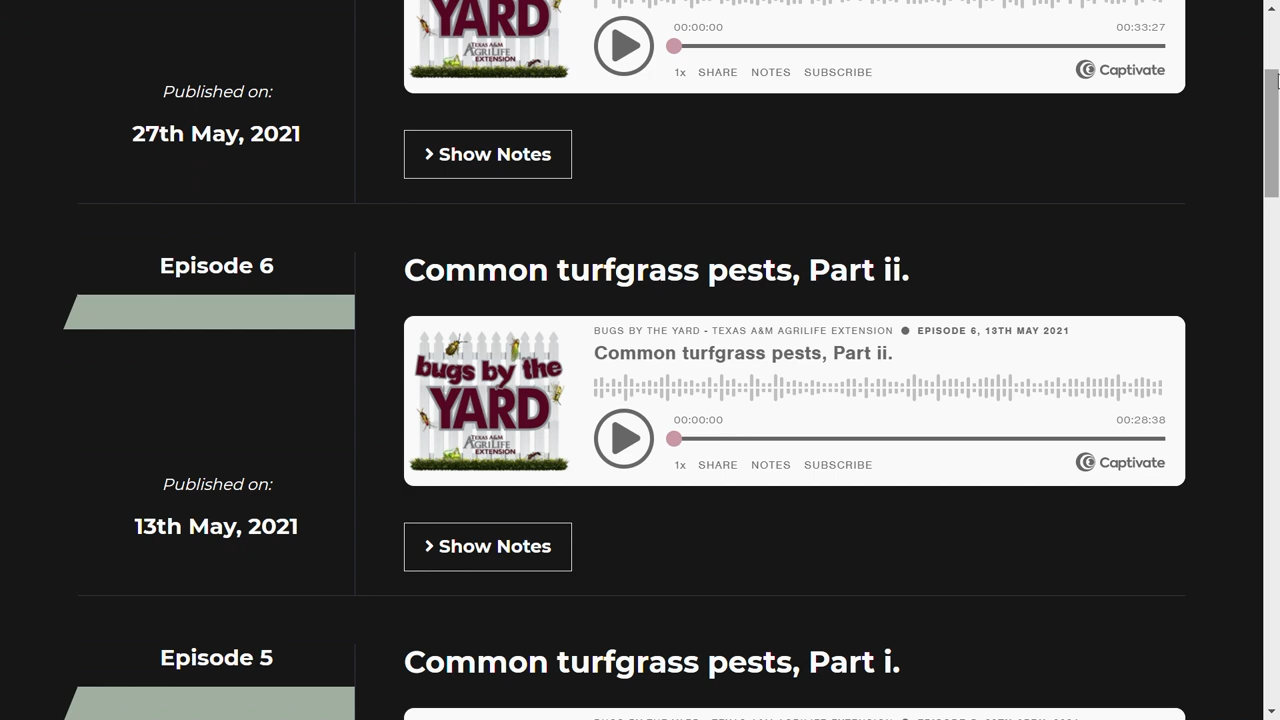 YARD
TEXAS A&M
AGRILIFE
EXTENSION
00:00:00
00:33:27
1x SHARE NOTES SUBSCRIBE
Captivate
Published on:
27th May, 2021
Show Notes
Episode 6
Common turfgrass pests, Part ii.
BUGS BY THE YARD - TEXAS A&M AGRILIFE EXTENSION
EPISODE 6, 13TH MAY 2021
Common turfgrass pests, Part ii.
bugs by the
YARD
TEXAS A&M
AGRILIFE
EXTENSION
00:00:00
00:28:38
1x SHARE NOTES SUBSCRIBE
Captivate
Published on:
13th May, 2021
Show Notes
Episode 5
Common turfgrass pests, Part i.